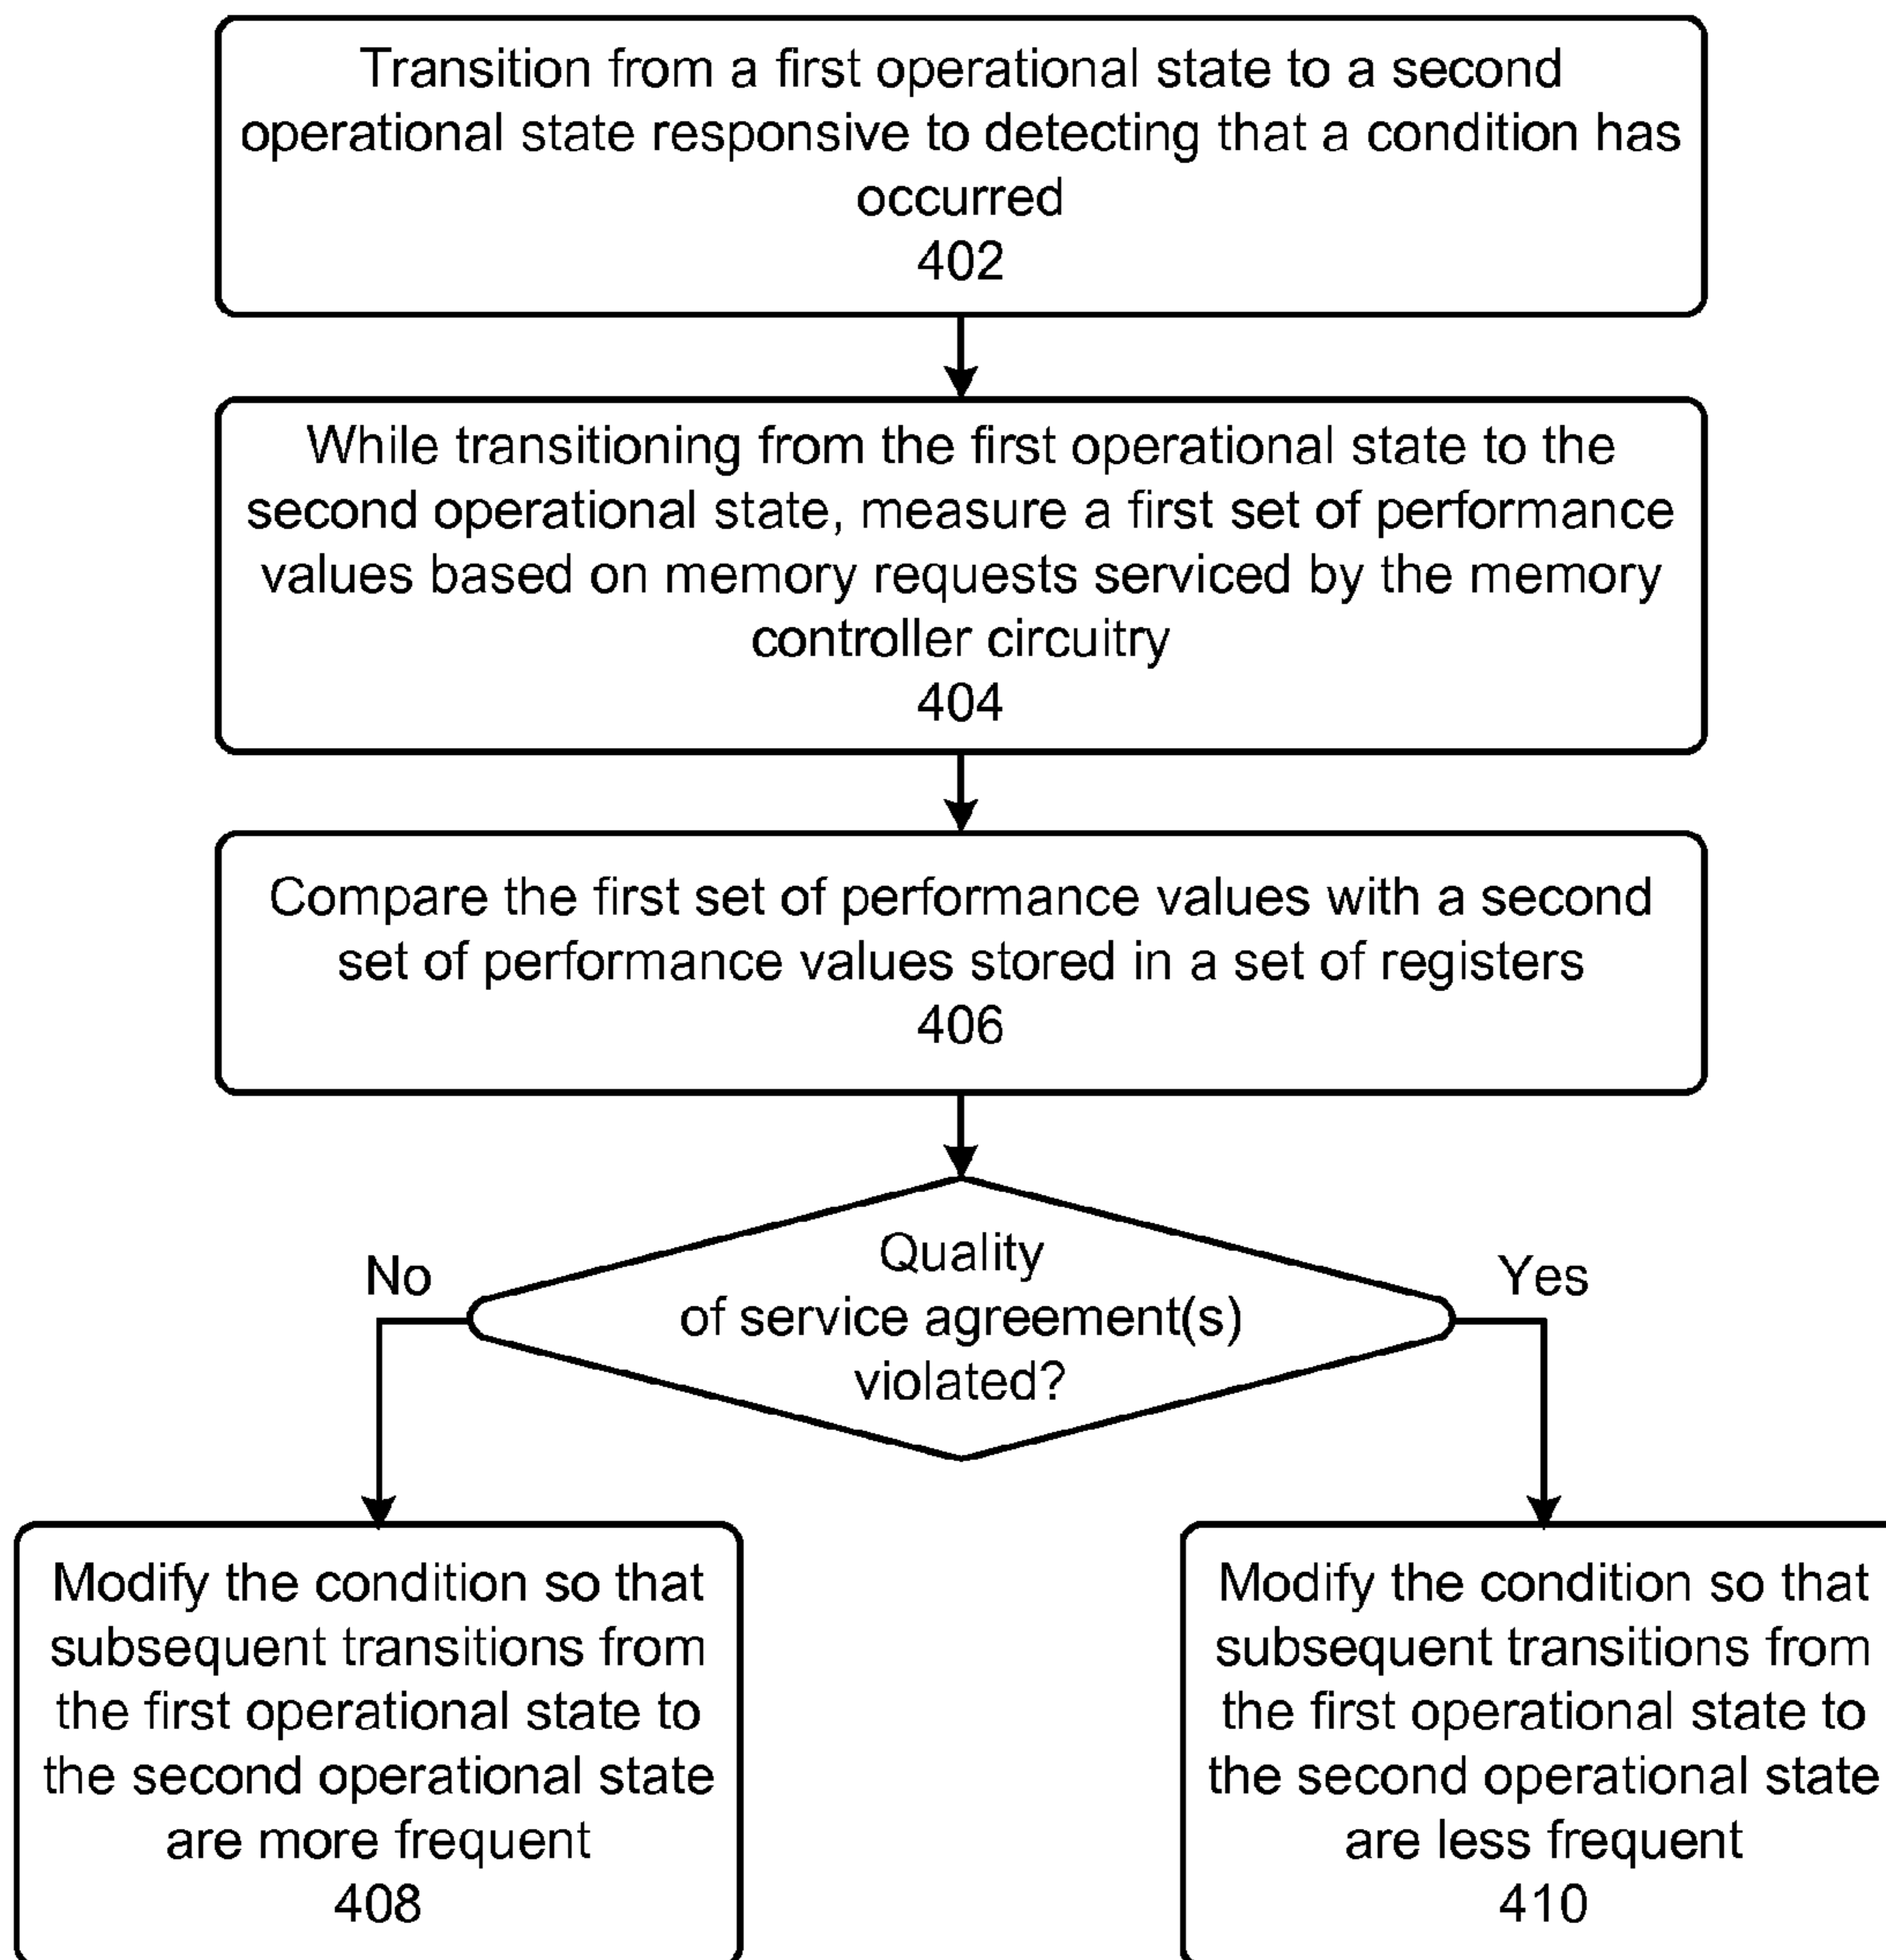 Transition from a first operational state to a second
operational state responsive to detecting that a condition has
occurred
402
While transitioning from the first operational state to the
second operational state, measure a first set of performance
values based on memory requests serviced by the memory
controller circuitry
404
Compare the first set of performance values with a second
set of performance values stored in a set of registers
406
Quality
of service agreement(s)
violated?
No
Yes
Modify the condition so that
subsequent transitions from
the first operational state to
the second operational state
are more frequent
408
Modify the condition so that
subsequent transitions from
the first operational state to
the second operational state
are less frequent
410